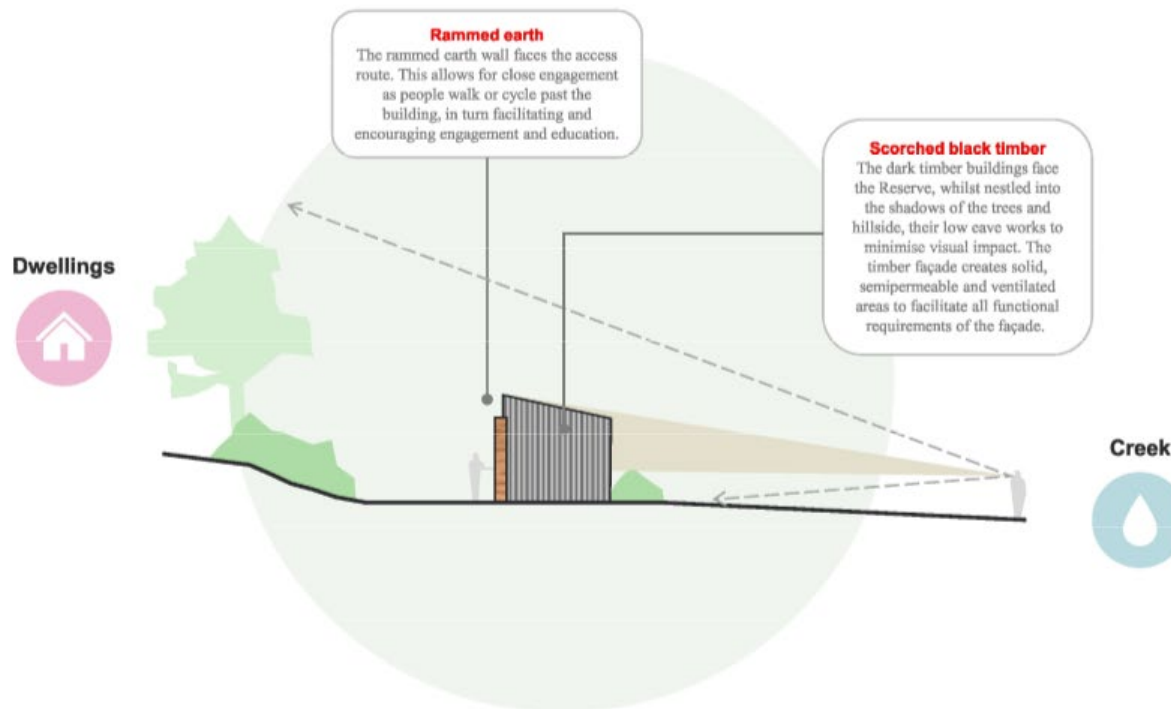 Rammed earth
The rammed earth wall faces the access
route. This allows for close engagement
as people walk or cycle past the
building, in turn facilitating and
encouraging engagement and education.
Scorched black timber
The dark timber buildings face
the Reserve, whilst nestled into
the shadows of the trees and
hillside, their low eave works to
minimise visual impact. The
timber façade creates solid,
semipermeable and ventilated
areas to facilitate all functional
requirements of the façade.
Dwellings
Creek